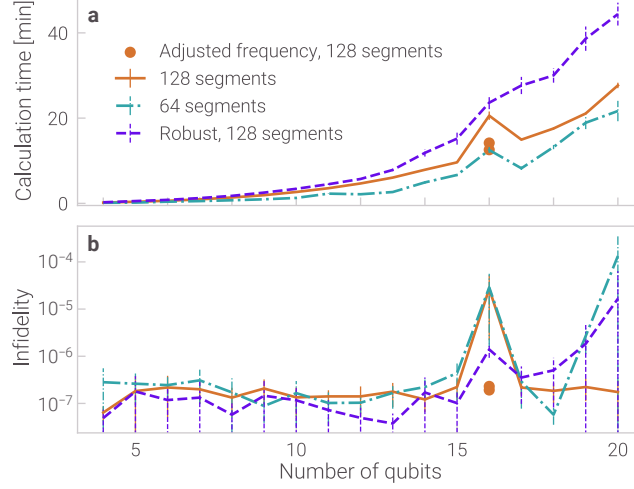 a
Calculation time [min]
40
20
0
Adjusted frequency, 128 segments
128 segments
64 segments
Robust, 128 segments
b
Infidelity
10⁻⁴
10⁻⁵
10⁻⁶
10⁻⁷
5
10
15
20
Number of qubits